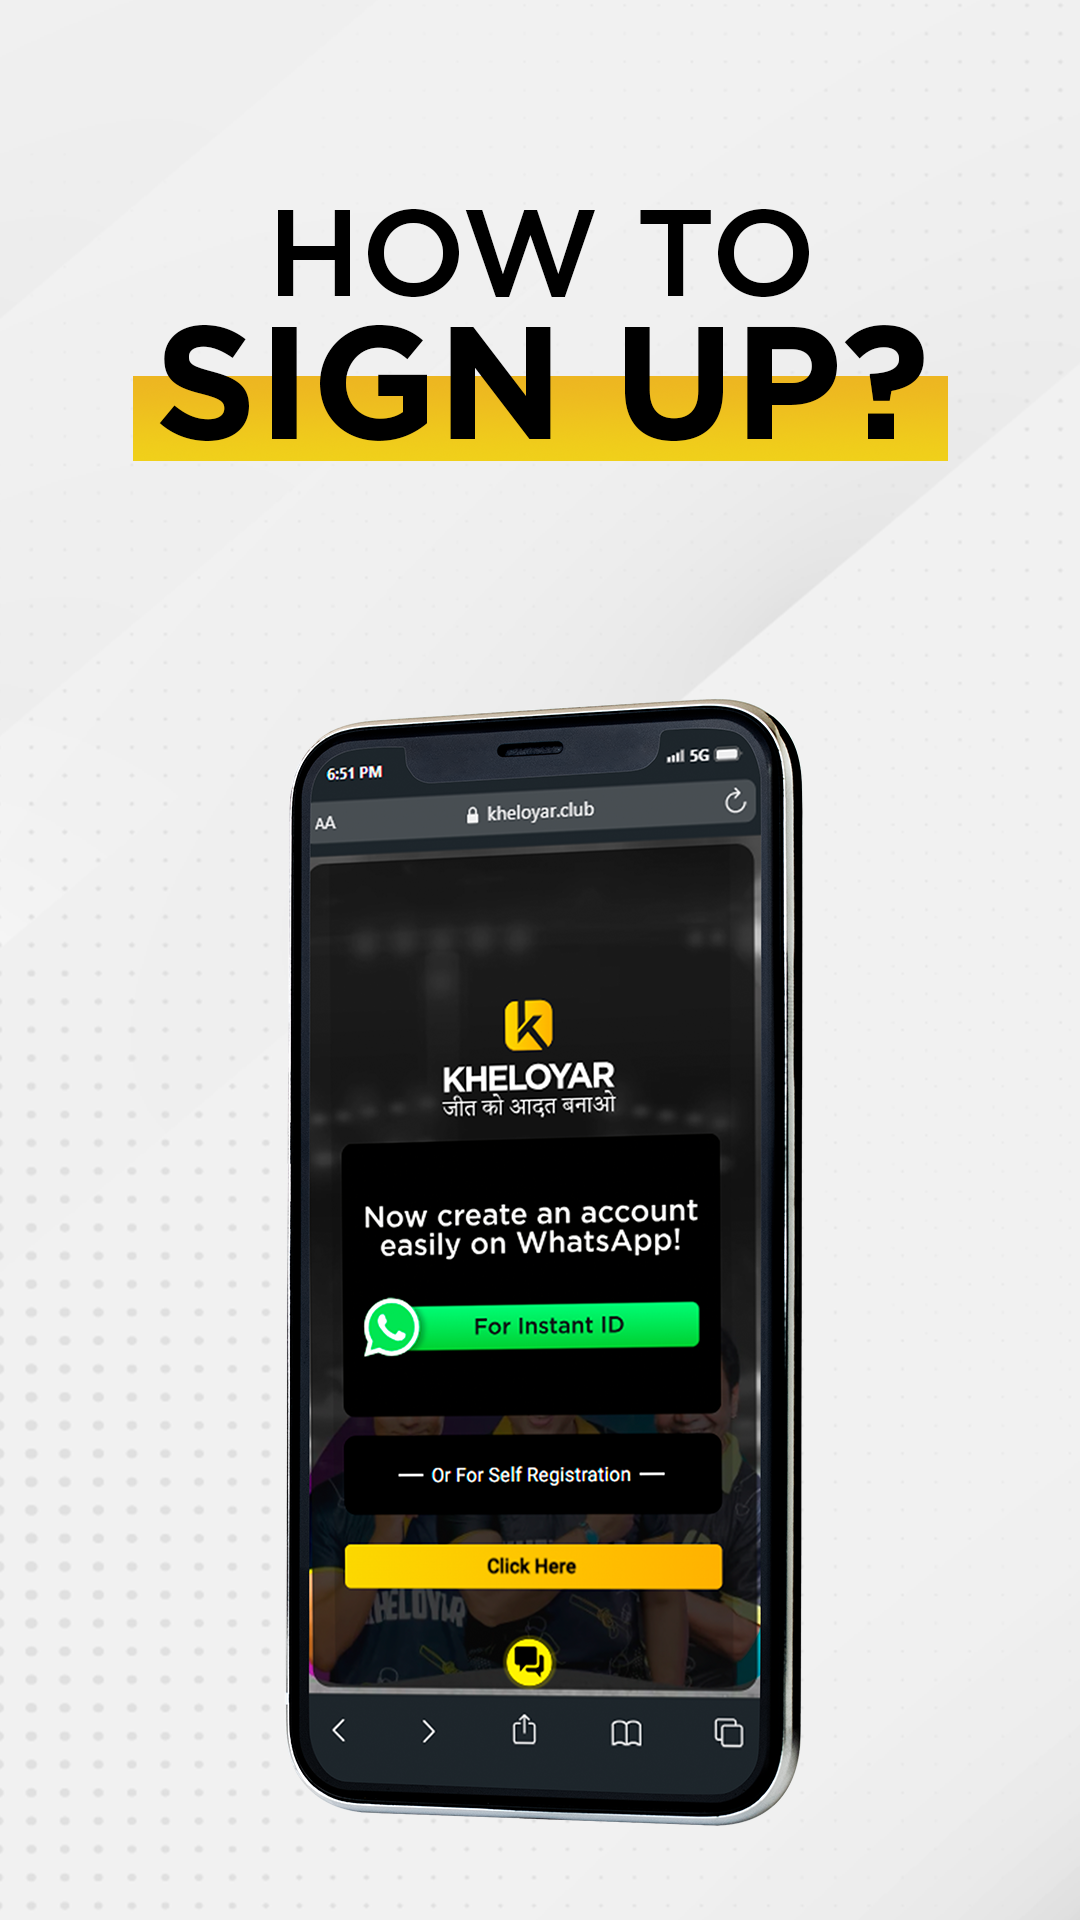 HOW TO
SIGN UP?
6:51 PM
5G
AA
kheloyar.club
KHELOYAR
जीत को आदत बनाओ
Now create an account
easily on WhatsApp!
For Instant ID
Or For Self Registration
Click Here
KHELOYAR